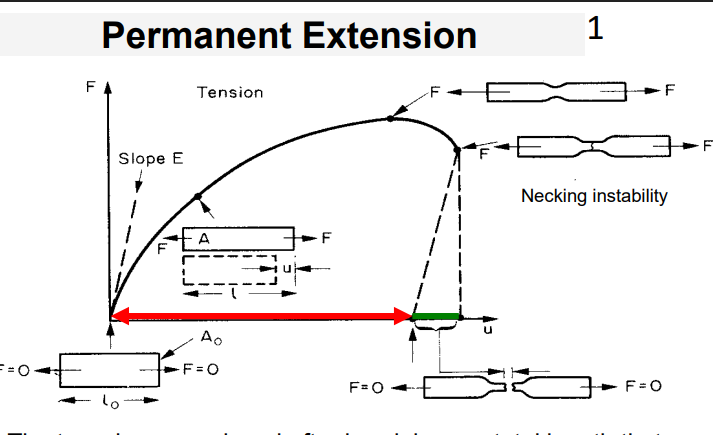 Permanent Extension
1
F
Tension
F
F
Slope E
F
F
Necking instability
F
A
F
u
l
u
A₀
F=O
F=O
l₀
F=O
F=O